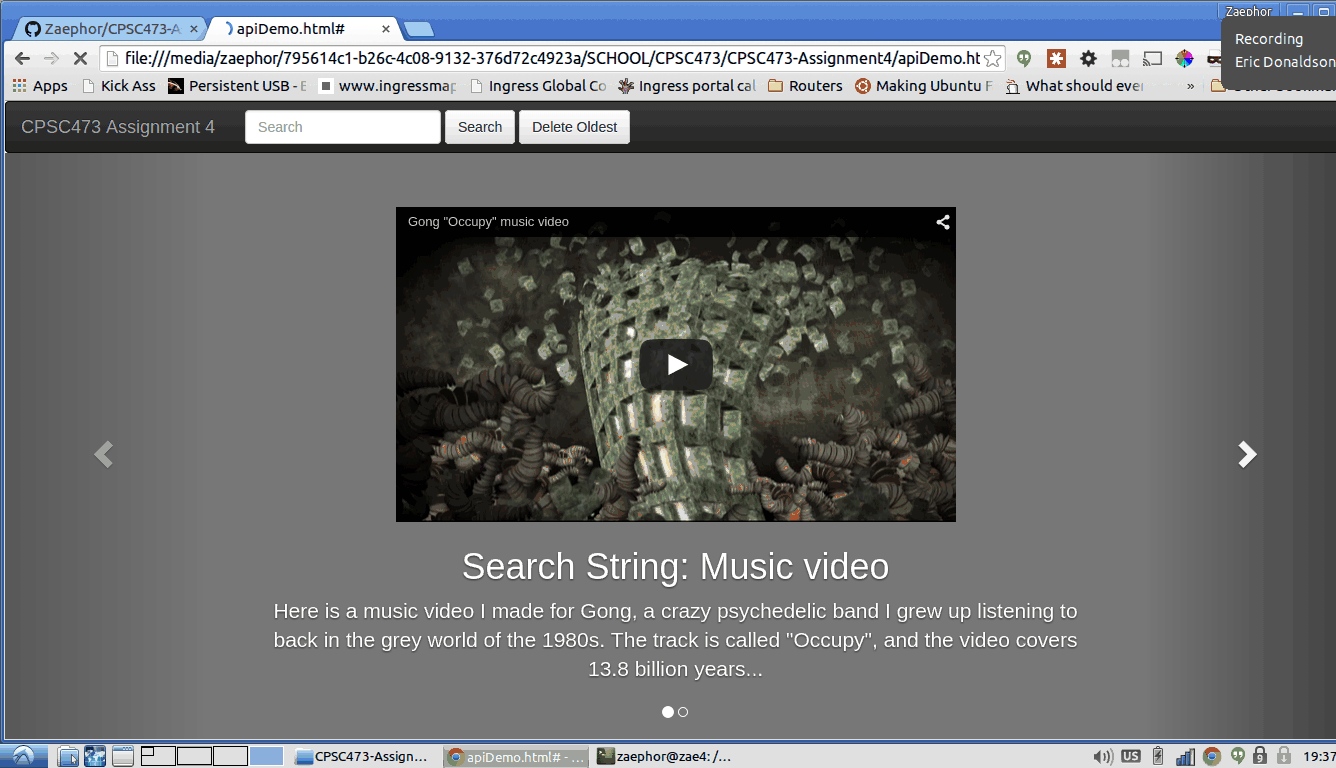 Zaephor
Zaephor/CPSC473-A
apiDemo.html#
Recording
Eric Donaldson
file:///media/zaephor/795614c1-b26c-4c08-9132-376d72c4923a/SCHOOL/CPSC473/CPSC473-Assignment4/apiDemo.ht
Apps Kick Ass Persistent USB - E www.ingressmap Ingress Global Co Ingress portal cal Routers Making Ubuntu F What should ever »
CPSC473 Assignment 4 Search Search Delete Oldest
Gong "Occupy" music video
Search String: Music video
Here is a music video I made for Gong, a crazy psychedelic band I grew up listening to
back in the grey world of the 1980s. The track is called "Occupy", and the video covers
13.8 billion years...
CPSC473-Assign... apiDemo.html# - ... zaephor@zae4: /... US 9 19:37